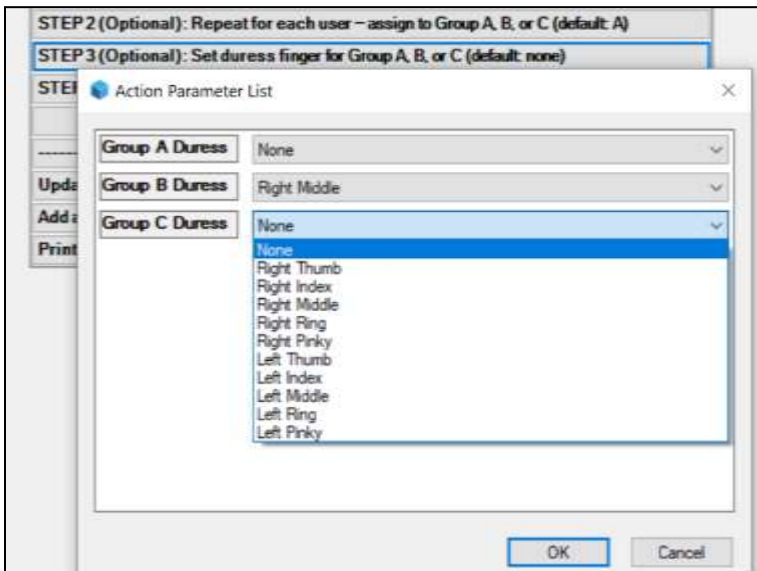 STEP 2 (Optional): Repeat for each user – assign to Group A, B, or C (default: A)
STEP 3 (Optional): Set duress finger for Group A, B, or C (default: none)
STEP
Action Parameter List
Group A Duress None
Group B Duress Right Middle
Group C Duress None
None
Right Thumb
Right Index
Right Middle
Right Ring
Right Pinky
Left Thumb
Left Index
Left Middle
Left Ring
Left Pinky
------
Upda
Add a
Print
OK Cancel